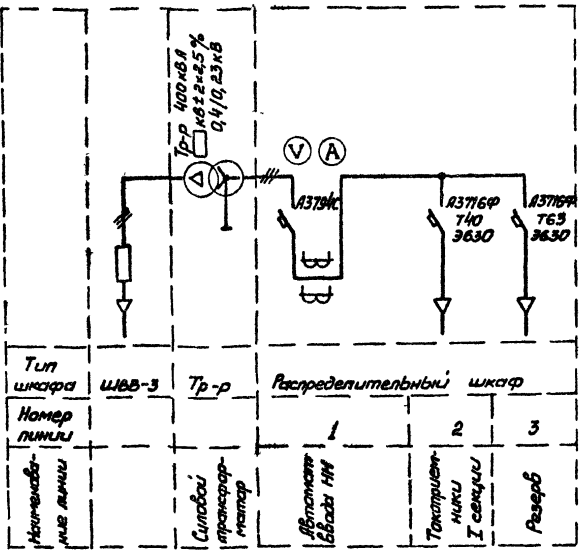 Тр-р 400кВА
кВ±2×2,5%
0,4/0,23кВ
V
A
А3794С
А3716Ф
Т40
Э630
А3716Ф
Т63
Э630
Тип
шкафа
ШВВ-3
Тр-р
Распределительный шкаф
Номер
линии
1
2
3
Наименова-
ние линии
Силовой
трансфор-
матор
Автомат
ввода НН
Токоприем-
ники
I секции
Резерв